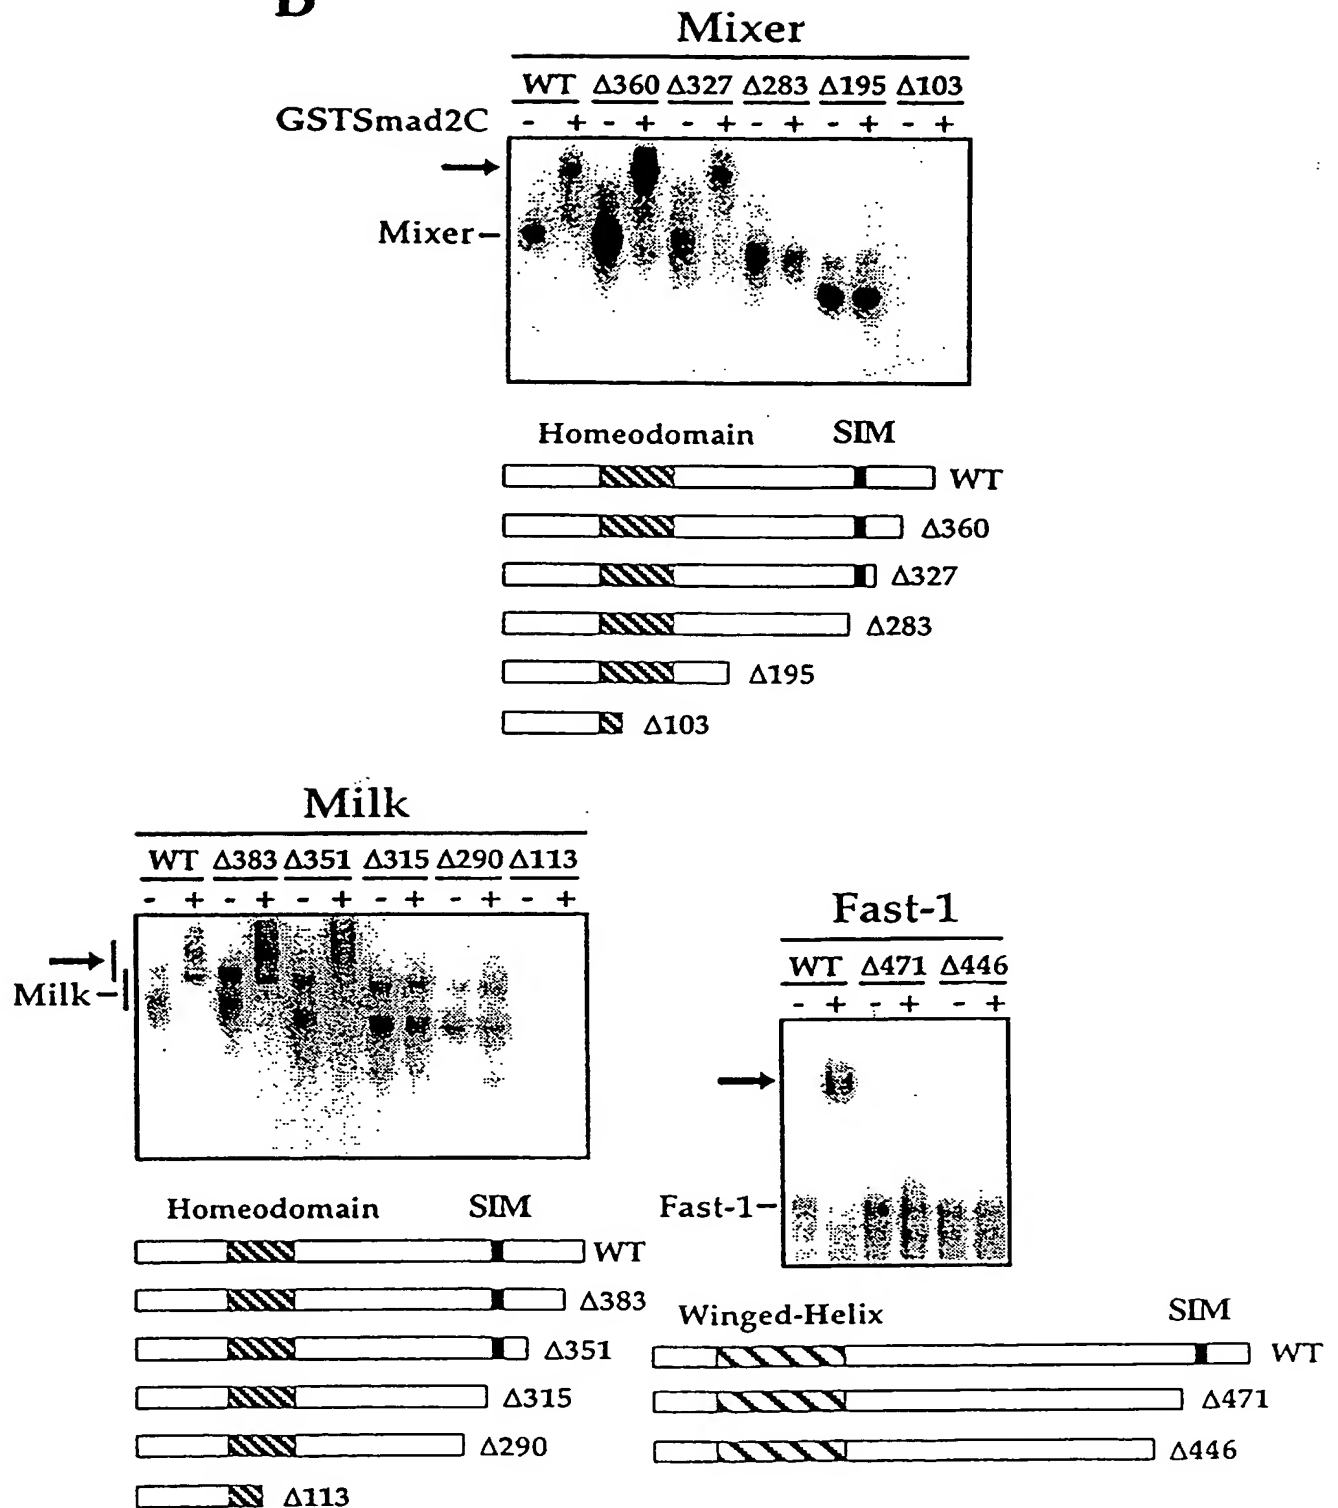 B
Mixer
WT Δ360 Δ327 Δ283 Δ195 Δ103
GSTSmad2C - + - + - + - + - + - +
Mixer
Homeodomain SIM
WT
Δ360
Δ327
Δ283
Δ195
Δ103
Milk
WT Δ383 Δ351 Δ315 Δ290 Δ113
- + - + - + - + - + - +
Milk
Homeodomain SIM
WT
Δ383
Δ351
Δ315
Δ290
Δ113
Fast-1
WT Δ471 Δ446
- + - + - +
Fast-1
Winged-Helix SIM
WT
Δ471
Δ446